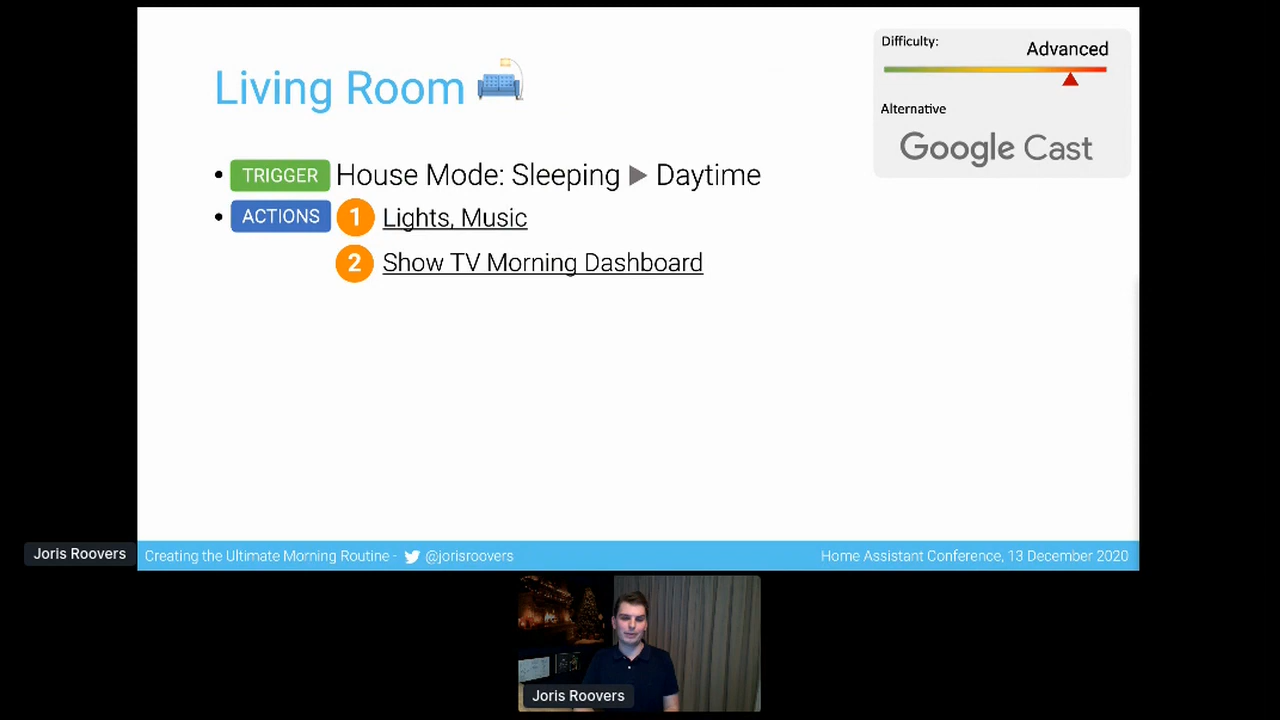 Living Room
Difficulty:
Advanced
Alternative
Google Cast
• TRIGGER House Mode: Sleeping ▶ Daytime
• ACTIONS 1 Lights, Music
2 Show TV Morning Dashboard
Joris Roovers
Creating the Ultimate Morning Routine - @jorisroovers
Home Assistant Conference, 13 December 2020
Joris Roovers